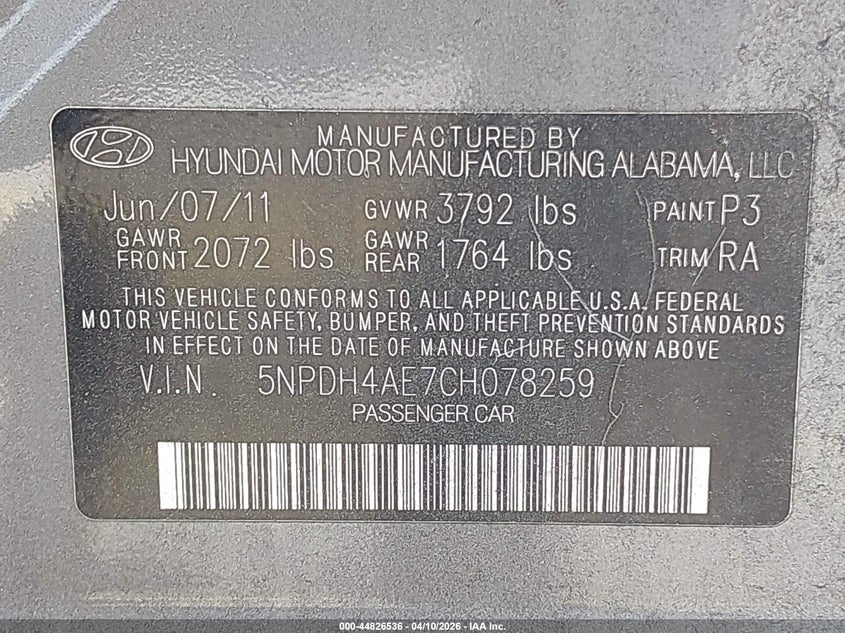 MANUFACTURED BY
HYUNDAI MOTOR MANUFACTURING ALABAMA, LLC
Jun/07/11 GVWR 3792 lbs PAINT P3
GAWR FRONT 2072 lbs GAWR REAR 1764 lbs TRIM RA
THIS VEHICLE CONFORMS TO ALL APPLICABLE U.S.A. FEDERAL
MOTOR VEHICLE SAFETY, BUMPER, AND THEFT PREVENTION STANDARDS
IN EFFECT ON THE DATE OF MANUFACTURE SHOWN ABOVE
V.I.N. 5NPDH4AE7CH078259
PASSENGER CAR
000-44826536 - 04/10/2026 - IAA Inc.